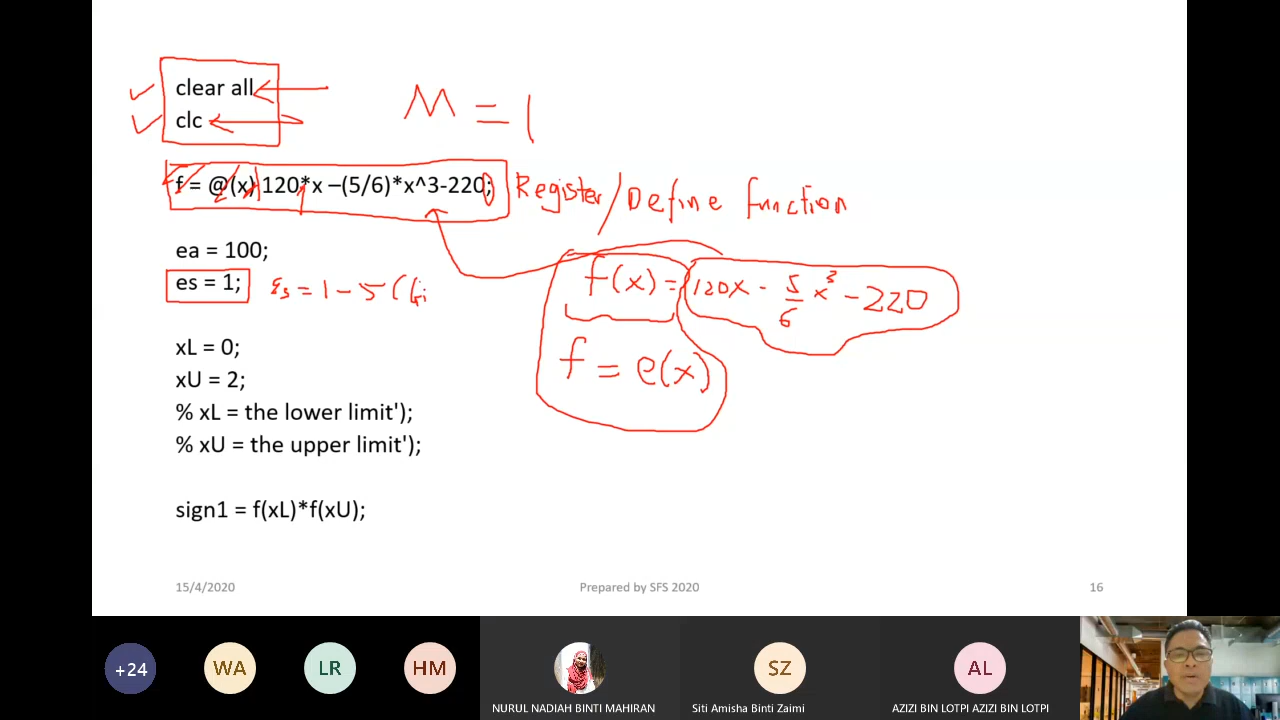 clear all
clc
M = 1
f = @(x) 120*x –(5/6)*x^3-220;
Register/Define function
ea = 100;
es = 1;
εs = 1 - 5 (
f(x) = 120x - 5/6 x³ - 220
f = e(x)
xL = 0;
xU = 2;
% xL = the lower limit');
% xU = the upper limit');
sign1 = f(xL)*f(xU);
15/4/2020
Prepared by SFS 2020
16
+24
WA
LR
HM
SZ
AL
NURUL NADIAH BINTI MAHIRAN
Siti Amisha Binti Zaimi
AZIZI BIN LOTPI AZIZI BIN LOTPI